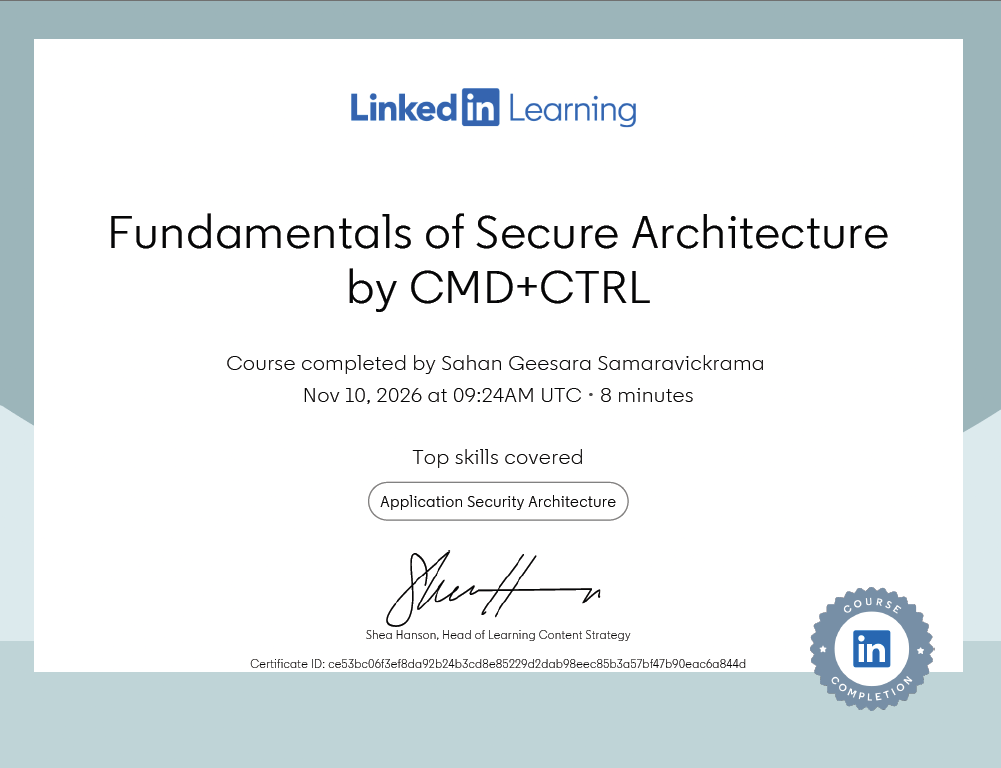 Linkedin Learning
Fundamentals of Secure Architecture
by CMD+CTRL
Course completed by Sahan Geesara Samaravickrama
Nov 10, 2026 at 09:24AM UTC • 8 minutes
Top skills covered
Application Security Architecture
Shea Hanson, Head of Learning Content Strategy
Certificate ID: ce53bc06f3ef8da92b24b3cd8e85229d2dab98eec85b3a57bf47b90eac6a844d
COURSE
in
COMPLETION